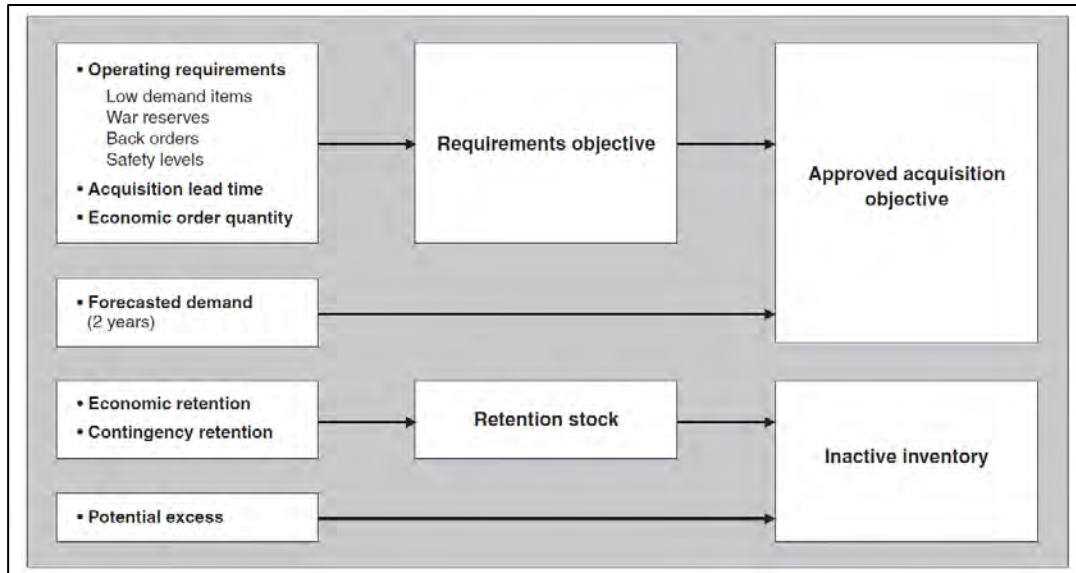 ▪ Operating requirements
Low demand items
War reserves
Back orders
Safety levels
▪ Acquisition lead time
▪ Economic order quantity
Requirements objective
Approved acquisition
objective
▪ Forecasted demand
(2 years)
▪ Economic retention
▪ Contingency retention
Retention stock
Inactive inventory
▪ Potential excess